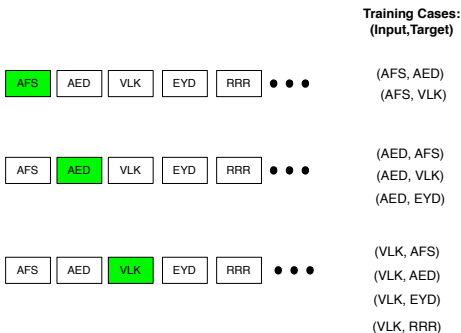 Training Cases:
(Input,Target)
AFS AED VLK EYD RRR
(AFS, AED)
(AFS, VLK)
AFS AED VLK EYD RRR
(AED, AFS)
(AED, VLK)
(AED, EYD)
AFS AED VLK EYD RRR
(VLK, AFS)
(VLK, AED)
(VLK, EYD)
(VLK, RRR)